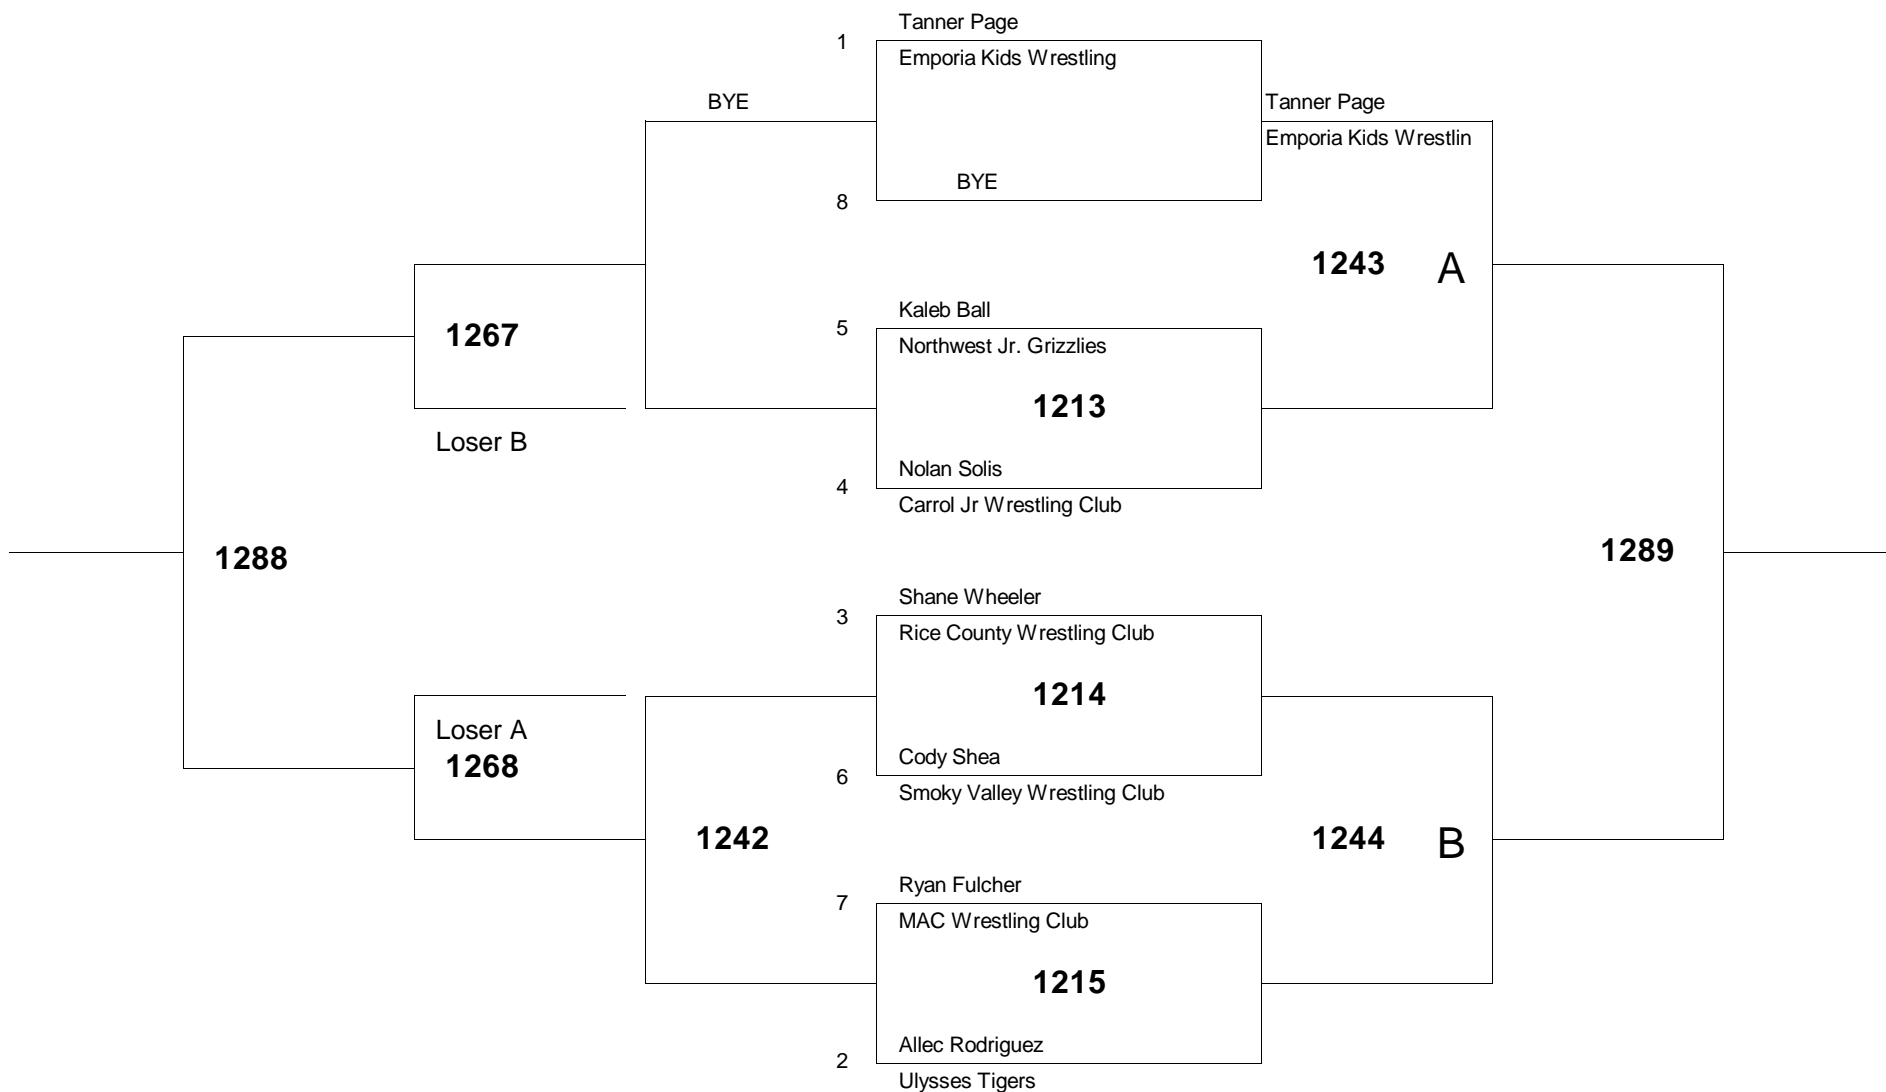 Tanner Page
1
Emporia Kids Wrestling
BYE
Tanner Page
Emporia Kids Wrestlin
BYE
8
1243 A
Kaleb Ball
5
1267
Northwest Jr. Grizzlies
1213
Loser B
Nolan Solis
4
Carrol Jr Wrestling Club
1288
1289
Shane Wheeler
3
Rice County Wrestling Club
1214
Loser A
1268
Cody Shea
6
Smoky Valley Wrestling Club
1242
1244 B
Ryan Fulcher
7
MAC Wrestling Club
1215
Allec Rodriguez
2
Ulysses Tigers